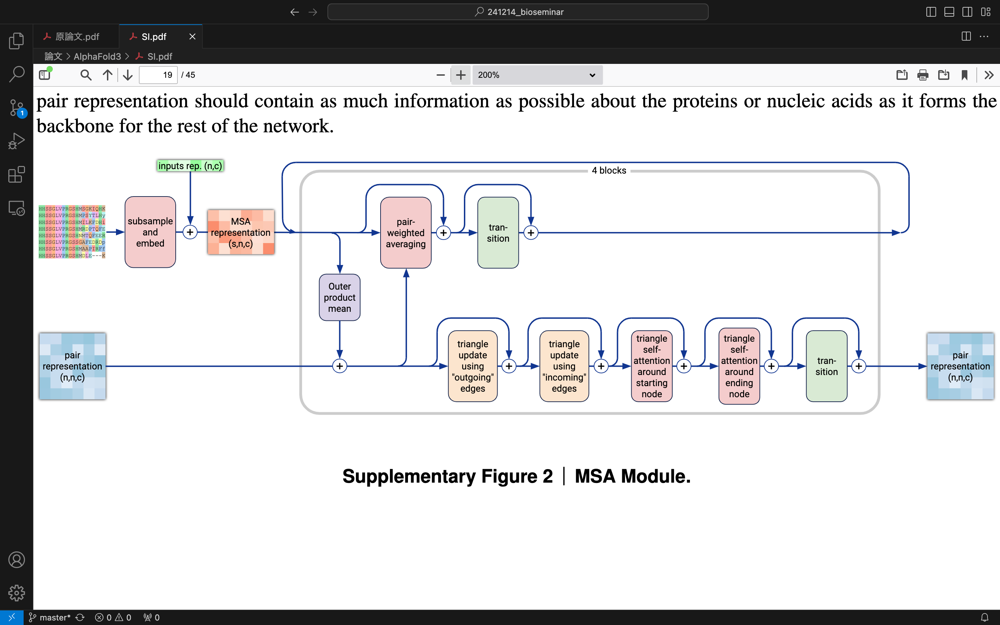 241214_bioseminar
原論文.pdf
SI.pdf
論文 > AlphaFold3 > SI.pdf
1
19 / 45
200%
pair representation should contain as much information as possible about the proteins or nucleic acids as it forms the
backbone for the rest of the network.
inputs rep. (n,c)
4 blocks
HHSSGLVPRGSHMSGKIQHK
HHSSGLVPRGSHMPSYTLHy
HHSSGLVPRGSHMILKFDHi
HHSSGLVPRGSHMRDPTQFE
HHSSGLVPRGSHNMTQFEER
HHSSGLVPRGSSGAFEDRDp
HHSSGLVPRGSHMAAPIRFf
HHSSGLVPRGSHMDLE---K
subsample
and
embed
+
MSA
representation
(s,n,c)
pair-
weighted
averaging
+
tran-
sition
+
Outer
product
mean
pair
representation
(n,n,c)
+
triangle
update
using
"outgoing"
edges
+
triangle
update
using
"incoming"
edges
+
triangle
self-
attention
around
starting
node
+
triangle
self-
attention
around
ending
node
+
tran-
sition
+
pair
representation
(n,n,c)
Supplementary Figure 2 | MSA Module.
master* 0 0 0